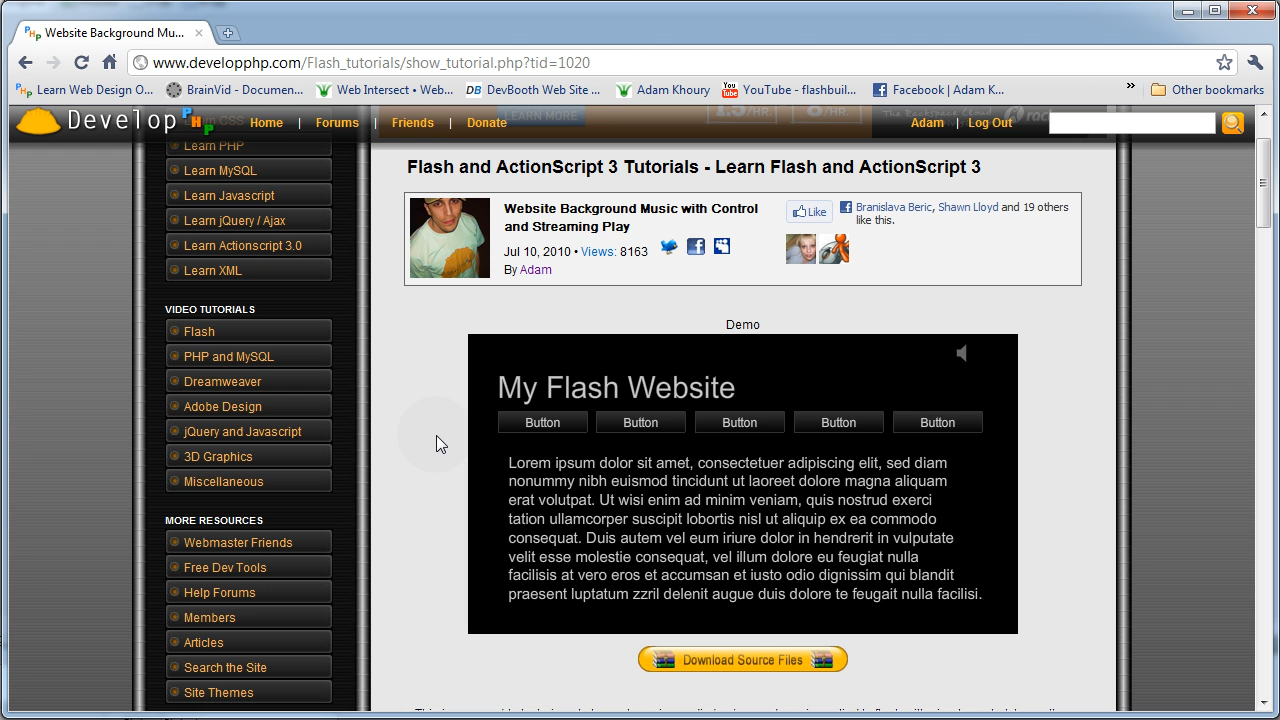 Website Background Mu...
www.developphp.com/Flash_tutorials/show_tutorial.php?tid=1020
PHP Learn Web Design O...
BrainVid - Documen...
Web Intersect • Web...
DB DevBooth Web Site ...
Adam Khoury
You Tube YouTube - flashbuil...
Facebook | Adam K...
»
Other bookmarks
Develop PHP
Home | Forums | Friends | Donate
LEARN MORE
Adam | Log Out
Learn PHP
Learn MySQL
Learn Javascript
Learn jQuery / Ajax
Learn Actionscript 3.0
Learn XML
VIDEO TUTORIALS
Flash
PHP and MySQL
Dreamweaver
Adobe Design
jQuery and Javascript
3D Graphics
Miscellaneous
MORE RESOURCES
Webmaster Friends
Free Dev Tools
Help Forums
Members
Articles
Search the Site
Site Themes
Flash and ActionScript 3 Tutorials - Learn Flash and ActionScript 3
Website Background Music with Control
and Streaming Play
Jul 10, 2010 • Views: 8163
By Adam
Like
Branislava Beric, Shawn Lloyd and 19 others
like this.
Demo
My Flash Website
Button Button Button Button Button
Lorem ipsum dolor sit amet, consectetuer adipiscing elit, sed diam
nonummy nibh euismod tincidunt ut laoreet dolore magna aliquam
erat volutpat. Ut wisi enim ad minim veniam, quis nostrud exerci
tation ullamcorper suscipit lobortis nisl ut aliquip ex ea commodo
consequat. Duis autem vel eum iriure dolor in hendrerit in vulputate
velit esse molestie consequat, vel illum dolore eu feugiat nulla
facilisis at vero eros et accumsan et iusto odio dignissim qui blandit
praesent luptatum zzril delenit augue duis dolore te feugait nulla facilisi.
Download Source Files